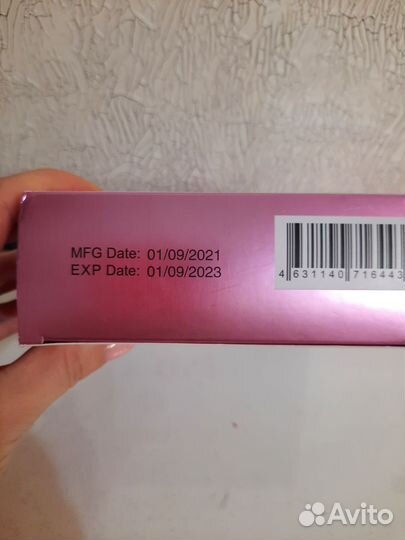 MFG Date: 01/09/2021
EXP Date: 01/09/2023
4 631140 716443
Avito